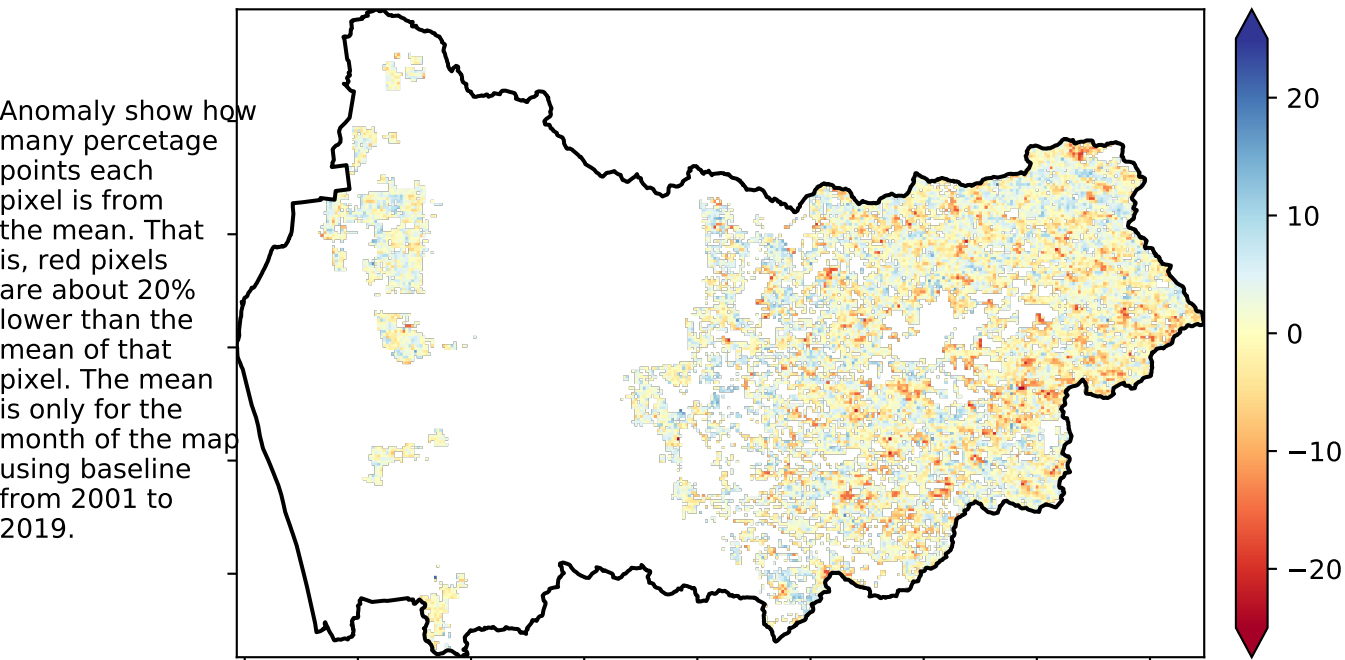 Anomaly show how
many percetage
points each
pixel is from
the mean. That
is, red pixels
are about 20%
lower than the
mean of that
pixel. The mean
is only for the
month of the map
using baseline
from 2001 to
2019.
20
10
0
−10
−20